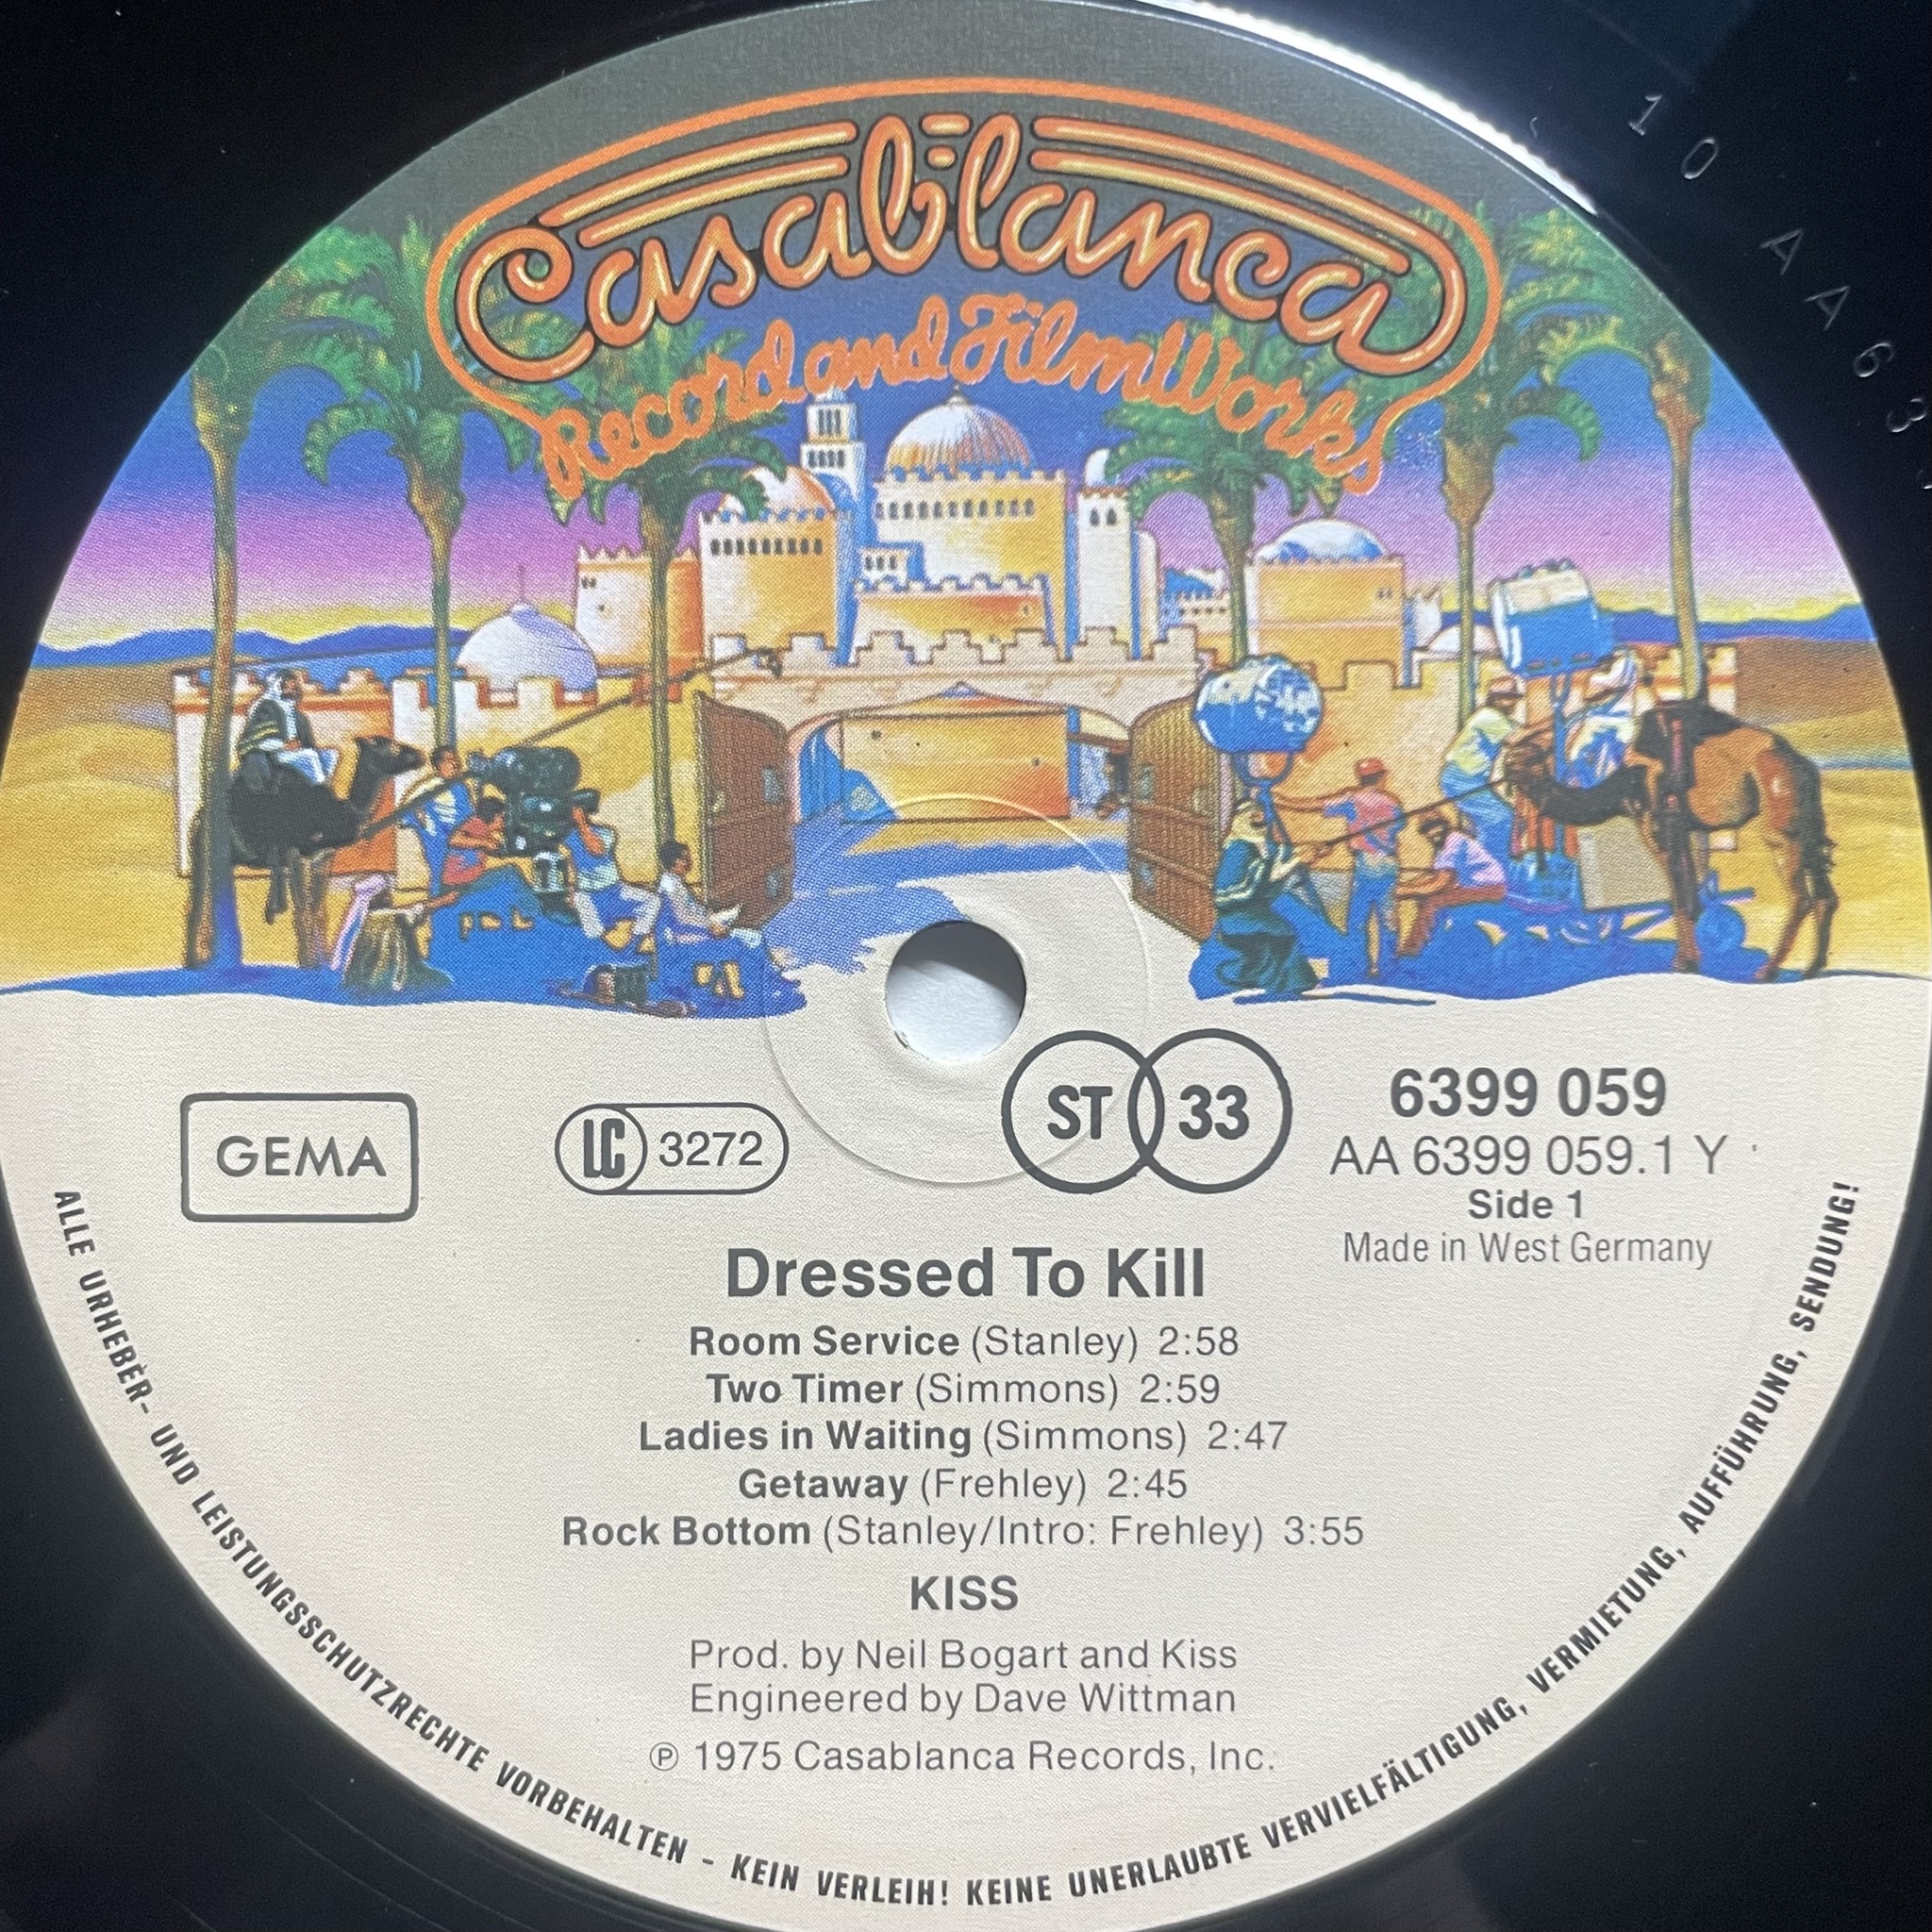 Casablanca
Record and FilmWorks
10 AA 63
GEMA
LC 3272
ST 33
6399 059
AA 6399 059.1 Y
Side 1
Made in West Germany
Dressed To Kill
Room Service (Stanley) 2:58
Two Timer (Simmons) 2:59
Ladies in Waiting (Simmons) 2:47
Getaway (Frehley) 2:45
Rock Bottom (Stanley/Intro: Frehley) 3:55
KISS
Prod. by Neil Bogart and Kiss
Engineered by Dave Wittman
℗ 1975 Casablanca Records, Inc.
ALLE URHEBER- UND LEISTUNGSSCHUTZRECHTE VORBEHALTEN - KEIN VERLEIH! KEINE UNERLAUBTE VERVIELFÄLTIGUNG, VERMIETUNG, AUFFÜHRUNG, SENDUNG!